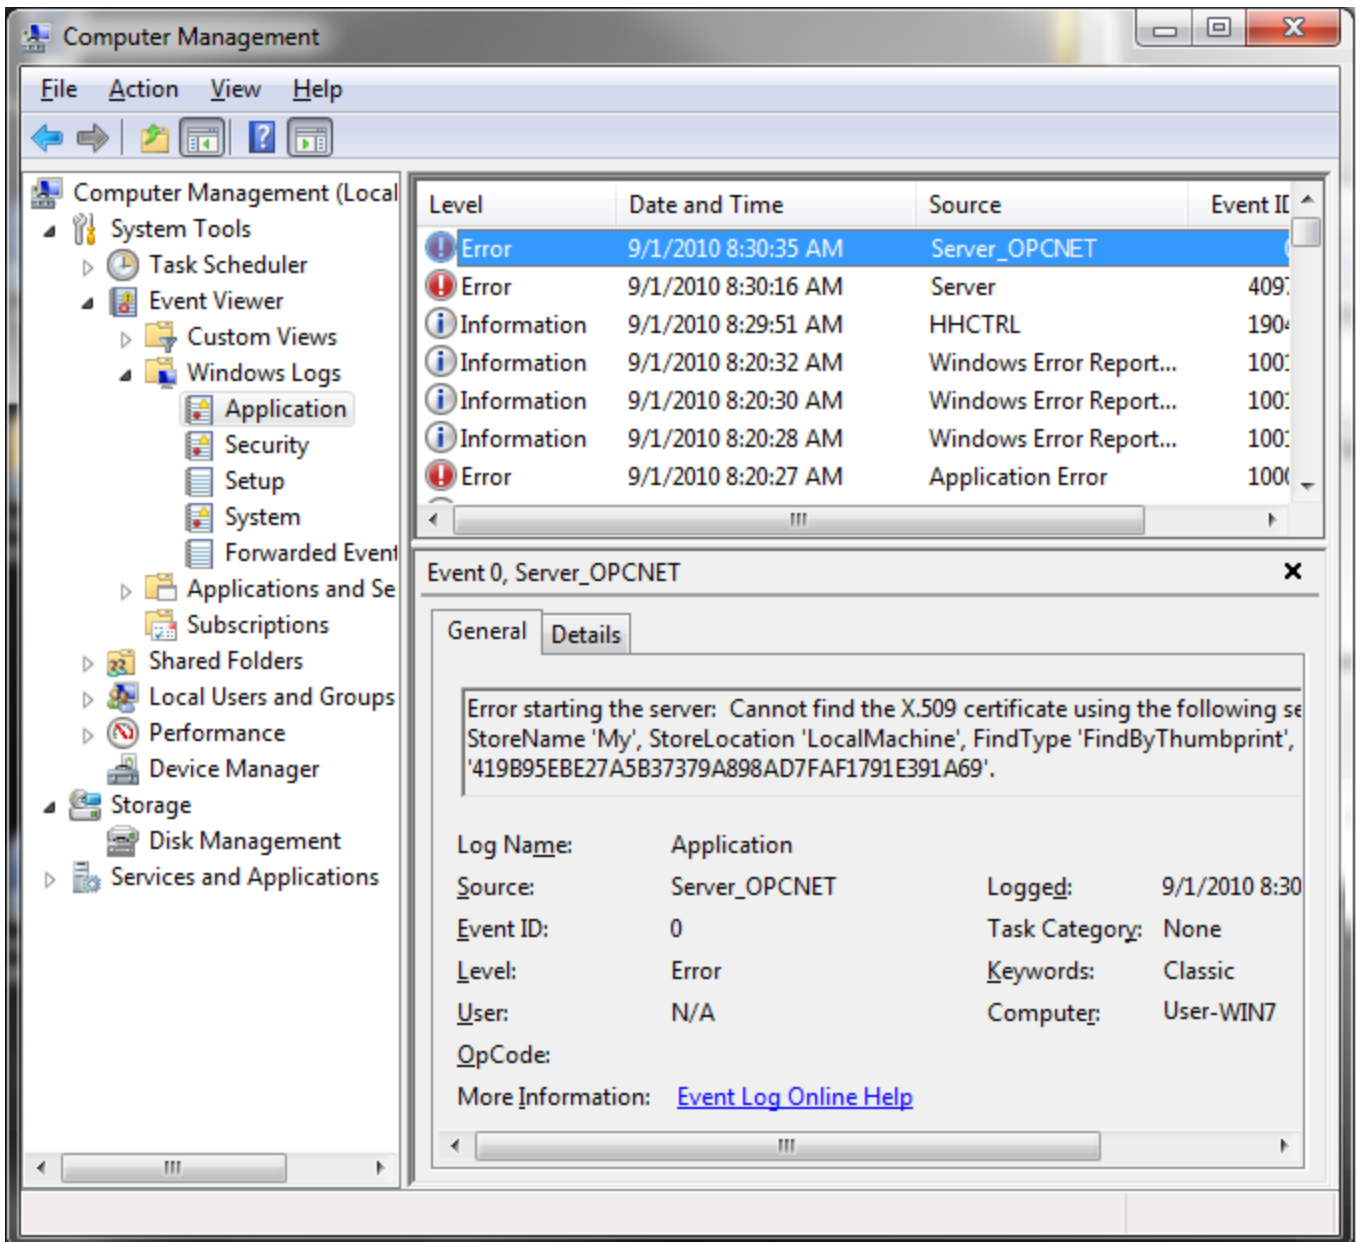 Computer Management
File Action View Help
Computer Management (Local
System Tools
Task Scheduler
Event Viewer
Custom Views
Windows Logs
Application
Security
Setup
System
Forwarded Event
Applications and Se
Subscriptions
Shared Folders
Local Users and Groups
Performance
Device Manager
Storage
Disk Management
Services and Applications
Level Date and Time Source Event ID
Error 9/1/2010 8:30:35 AM Server_OPCNET
Error 9/1/2010 8:30:16 AM Server 4097
Information 9/1/2010 8:29:51 AM HHCTRL 1904
Information 9/1/2010 8:20:32 AM Windows Error Report... 1001
Information 9/1/2010 8:20:30 AM Windows Error Report... 1001
Information 9/1/2010 8:20:28 AM Windows Error Report... 1001
Error 9/1/2010 8:20:27 AM Application Error 1000
Event 0, Server_OPCNET
General Details
Error starting the server: Cannot find the X.509 certificate using the following se
StoreName 'My', StoreLocation 'LocalMachine', FindType 'FindByThumbprint',
'419B95EBE27A5B37379A898AD7FAF1791E391A69'.
Log Name: Application
Source: Server_OPCNET Logged: 9/1/2010 8:30
Event ID: 0 Task Category: None
Level: Error Keywords: Classic
User: N/A Computer: User-WIN7
OpCode:
More Information: Event Log Online Help